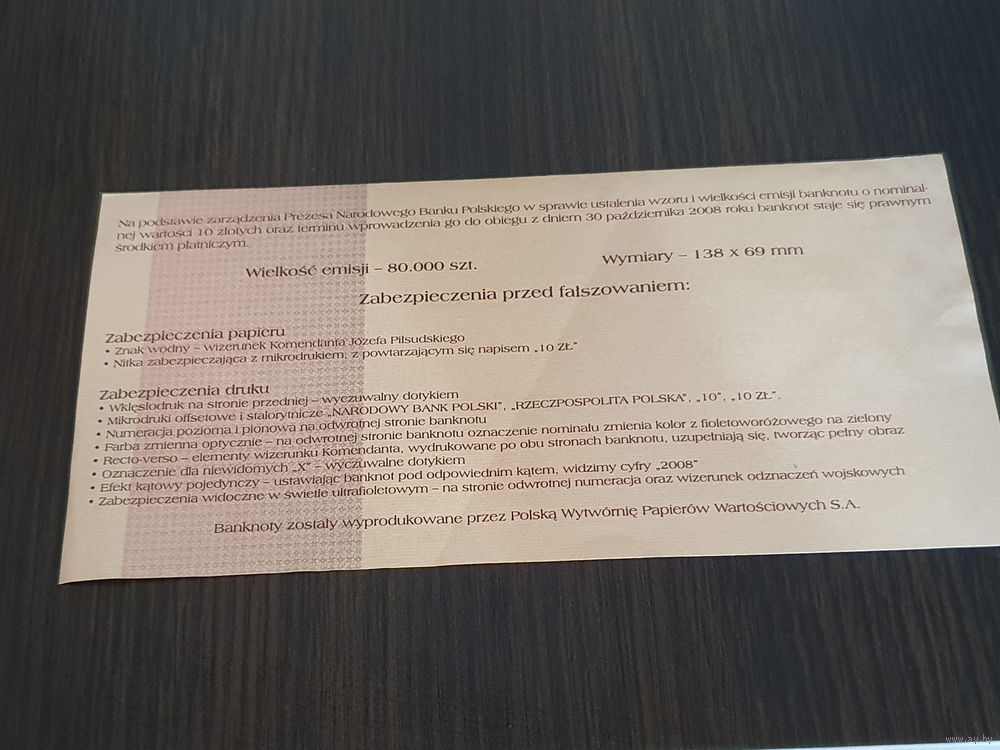 Na podstawie zarządzenia Prezesa Narodowego Banku Polskiego w sprawie ustalenia wzoru i wielkości emisji banknotu o nominal-
nej wartości 10 złotych oraz terminu wprowadzenia go do obiegu z dniem 30 października 2008 roku banknot staje się prawnym
środkiem płatniczym.
Wielkość emisji – 80.000 szt. Wymiary – 138 x 69 mm
Zabezpieczenia przed fałszowaniem:
Zabezpieczenia papieru
• Znak wodny – wizerunek Komendanta Józefa Piłsudskiego
• Nitka zabezpieczająca z mikrodrukiem, z powtarzającym się napisem „10 ZŁ”
Zabezpieczenia druku
• Wklęsłodruk na stronie przedniej – wyczuwalny dotykiem
• Mikrodruki offsetowe i stalorytnicze „NARODOWY BANK POLSKI”, „RZECZPOSPOLITA POLSKA”, „10”, „10 ZŁ”.
• Numeracja pozioma i pionowa na odwrotnej stronie banknotu
• Farba zmienna optycznie – na odwrotnej stronie banknotu oznaczenie nominału zmienia kolor z fioletoworóżowego na zielony
• Recto-verso – elementy wizerunku Komendanta, wydrukowane po obu stronach banknotu, uzupełniają się, tworząc pełny obraz
• Oznaczenie dla niewidomych „X” – wyczuwalne dotykiem
• Efekt kątowy pojedynczy – ustawiając banknot pod odpowiednim kątem, widzimy cyfry „2008”
• Zabezpieczenia widoczne w świetle ultrafioletowym – na stronie odwrotnej numeracja oraz wizerunek odznaczeń wojskowych
Banknoty zostały wyprodukowane przez Polską Wytwórnię Papierów Wartościowych S.A.
www.ay.by